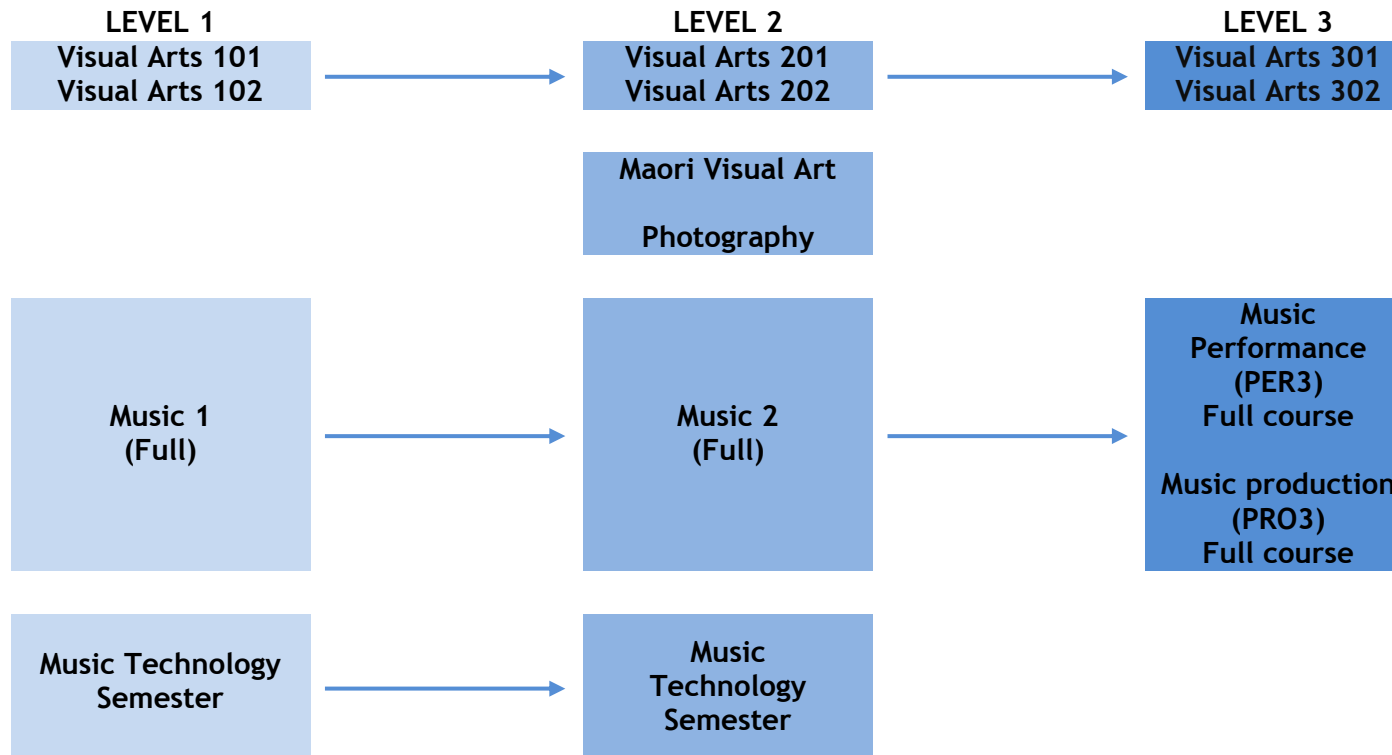 LEVEL 1
LEVEL 2
LEVEL 3
Visual Arts 101
Visual Arts 102
Visual Arts 201
Visual Arts 202
Visual Arts 301
Visual Arts 302
Maori Visual Art
Photography
Music 1
(Full)
Music 2
(Full)
Music
Performance
(PER3)
Full course
Music production
(PRO3)
Full course
Music Technology
Semester
Music
Technology
Semester